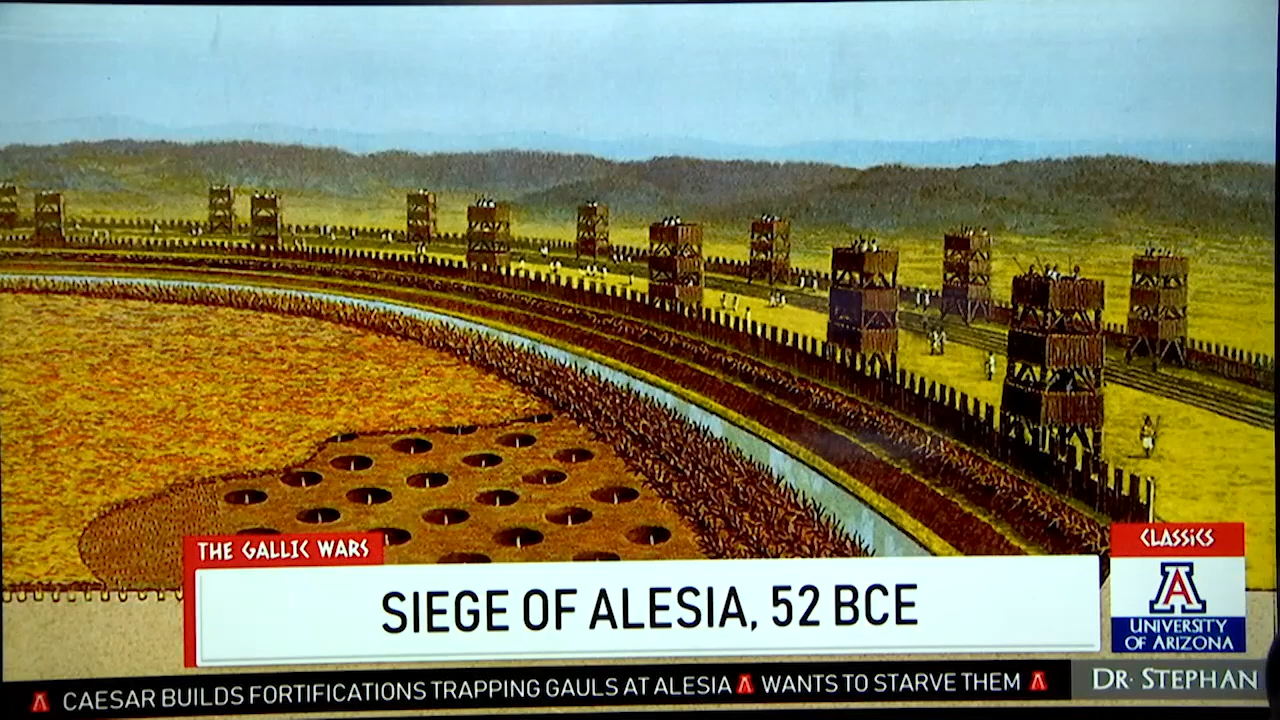 THE GALLIC WARS
SIEGE OF ALESIA, 52 BCE
CLASSICS
A
UNIVERSITY
OF ARIZONA
CAESAR BUILDS FORTIFICATIONS TRAPPING GAULS AT ALESIA A WANTS TO STARVE THEM A
DR. STEPHAN